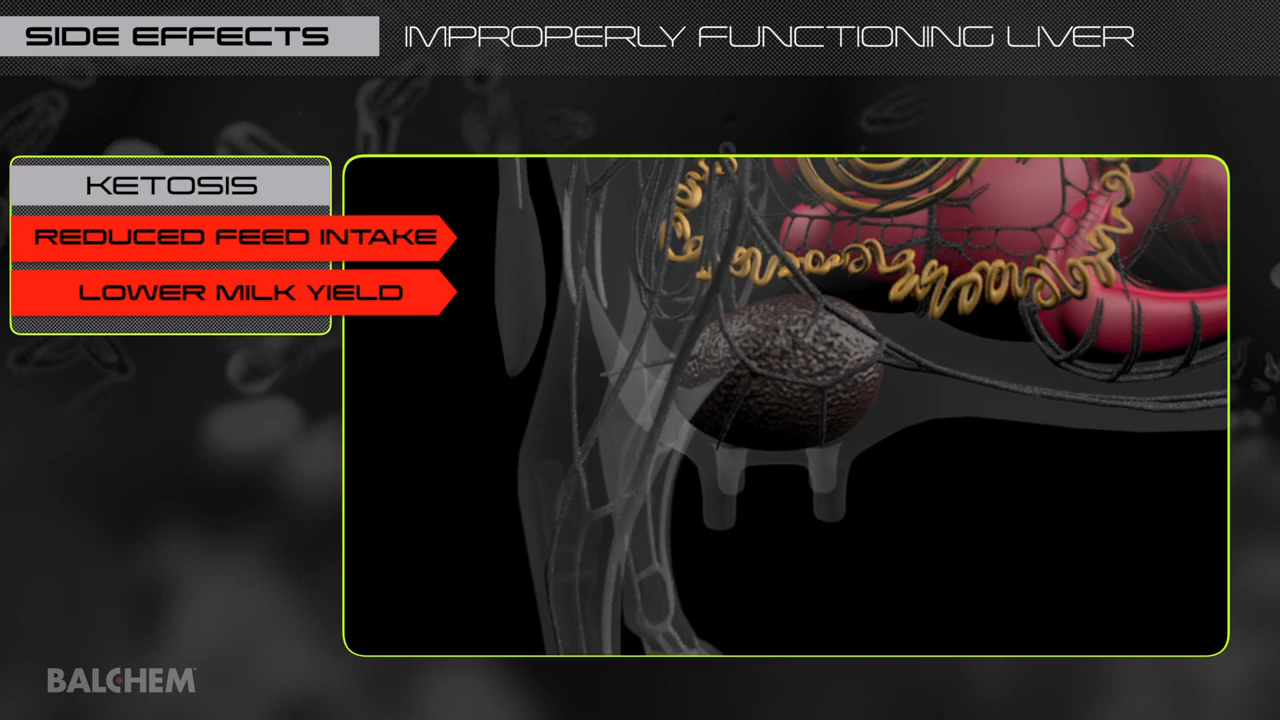 SIDE EFFECTS
IMPROPERLY FUNCTIONING LIVER
KETOSIS
REDUCED FEED INTAKE
LOWER MILK YIELD
BALCHEM